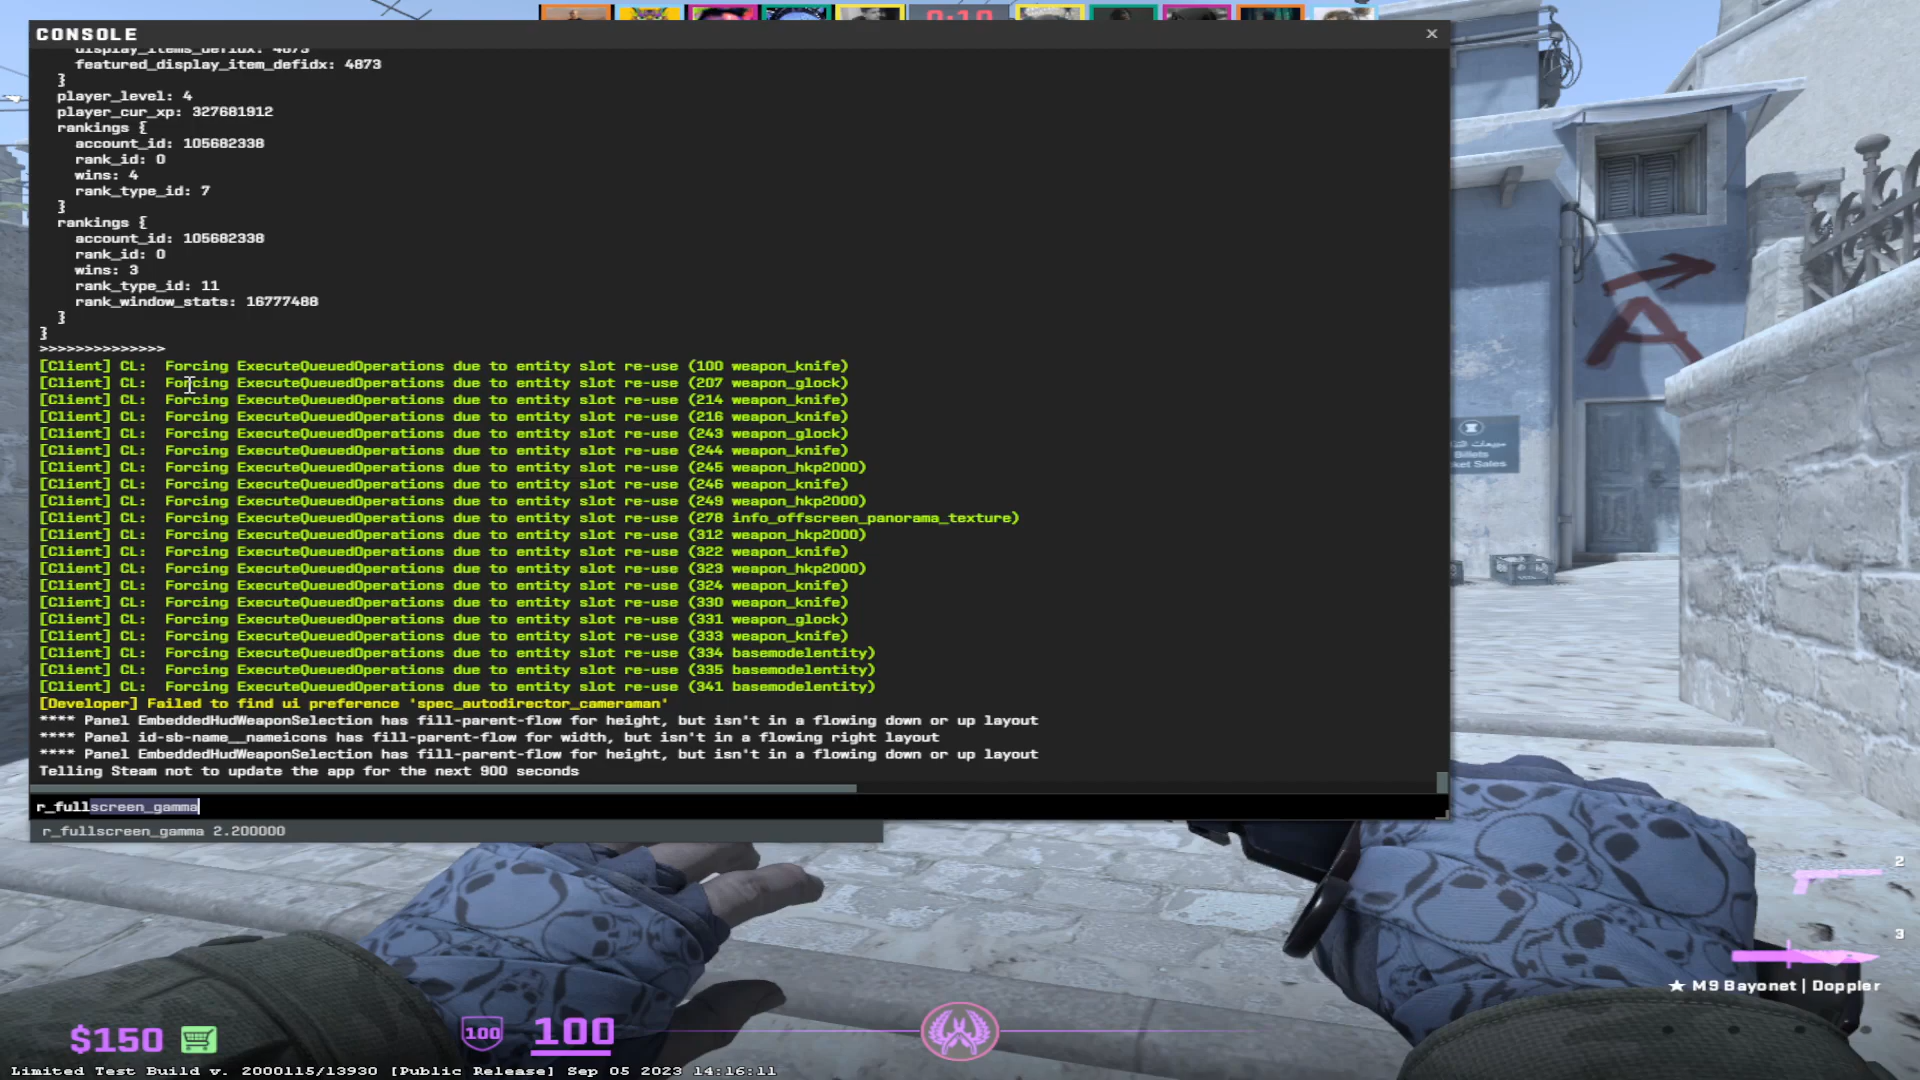 0:10
CONSOLE
display_items_defidx: 4873
featured_display_item_defidx: 4873
}
player_level: 4
player_cur_xp: 327681912
rankings {
account_id: 105682338
rank_id: 0
wins: 4
rank_type_id: 7
}
rankings {
account_id: 105682338
rank_id: 0
wins: 3
rank_type_id: 11
rank_window_stats: 16777488
}
}
>>>>>>>>>>>>>>
[Client] CL:  Forcing ExecuteQueuedOperations due to entity slot re-use (100 weapon_knife)
[Client] CL:  Forcing ExecuteQueuedOperations due to entity slot re-use (207 weapon_glock)
[Client] CL:  Forcing ExecuteQueuedOperations due to entity slot re-use (214 weapon_knife)
[Client] CL:  Forcing ExecuteQueuedOperations due to entity slot re-use (216 weapon_knife)
[Client] CL:  Forcing ExecuteQueuedOperations due to entity slot re-use (243 weapon_glock)
[Client] CL:  Forcing ExecuteQueuedOperations due to entity slot re-use (244 weapon_knife)
[Client] CL:  Forcing ExecuteQueuedOperations due to entity slot re-use (245 weapon_hkp2000)
[Client] CL:  Forcing ExecuteQueuedOperations due to entity slot re-use (246 weapon_knife)
[Client] CL:  Forcing ExecuteQueuedOperations due to entity slot re-use (249 weapon_hkp2000)
[Client] CL:  Forcing ExecuteQueuedOperations due to entity slot re-use (278 info_offscreen_panorama_texture)
[Client] CL:  Forcing ExecuteQueuedOperations due to entity slot re-use (312 weapon_hkp2000)
[Client] CL:  Forcing ExecuteQueuedOperations due to entity slot re-use (322 weapon_knife)
[Client] CL:  Forcing ExecuteQueuedOperations due to entity slot re-use (323 weapon_hkp2000)
[Client] CL:  Forcing ExecuteQueuedOperations due to entity slot re-use (324 weapon_knife)
[Client] CL:  Forcing ExecuteQueuedOperations due to entity slot re-use (330 weapon_knife)
[Client] CL:  Forcing ExecuteQueuedOperations due to entity slot re-use (331 weapon_glock)
[Client] CL:  Forcing ExecuteQueuedOperations due to entity slot re-use (333 weapon_knife)
[Client] CL:  Forcing ExecuteQueuedOperations due to entity slot re-use (334 basemodelentity)
[Client] CL:  Forcing ExecuteQueuedOperations due to entity slot re-use (335 basemodelentity)
[Client] CL:  Forcing ExecuteQueuedOperations due to entity slot re-use (341 basemodelentity)
[Developer] Failed to find ui preference 'spec_autodirector_cameraman'
**** Panel EmbeddedHudWeaponSelection has fill-parent-flow for height, but isn't in a flowing down or up layout
**** Panel id-sb-name__nameicons has fill-parent-flow for width, but isn't in a flowing right layout
**** Panel EmbeddedHudWeaponSelection has fill-parent-flow for height, but isn't in a flowing down or up layout
Telling Steam not to update the app for the next 900 seconds
r_fullscreen_gamma
r_fullscreen_gamma 2.200000
A
Billets
ket Sales
2
3
★ M9 Bayonet | Doppler
$150
100
100
Limited Test Build v. 2000115/13930 [Public Release] Sep 05 2023 14:16:11